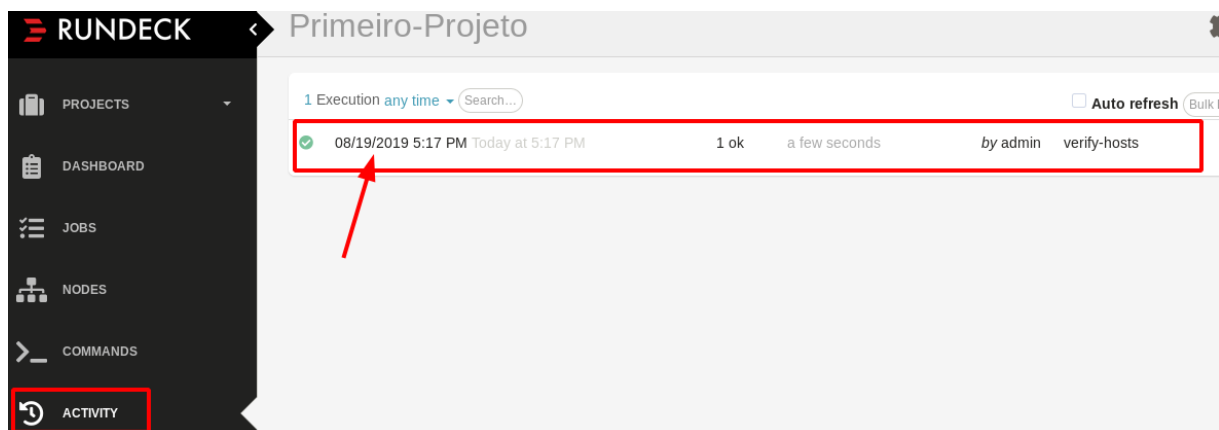 RUNDECK
Primeiro-Projeto
PROJECTS
DASHBOARD
JOBS
NODES
COMMANDS
ACTIVITY
1 Execution any time Search...
Auto refresh Bulk
08/19/2019 5:17 PM Today at 5:17 PM 1 ok a few seconds by admin verify-hosts